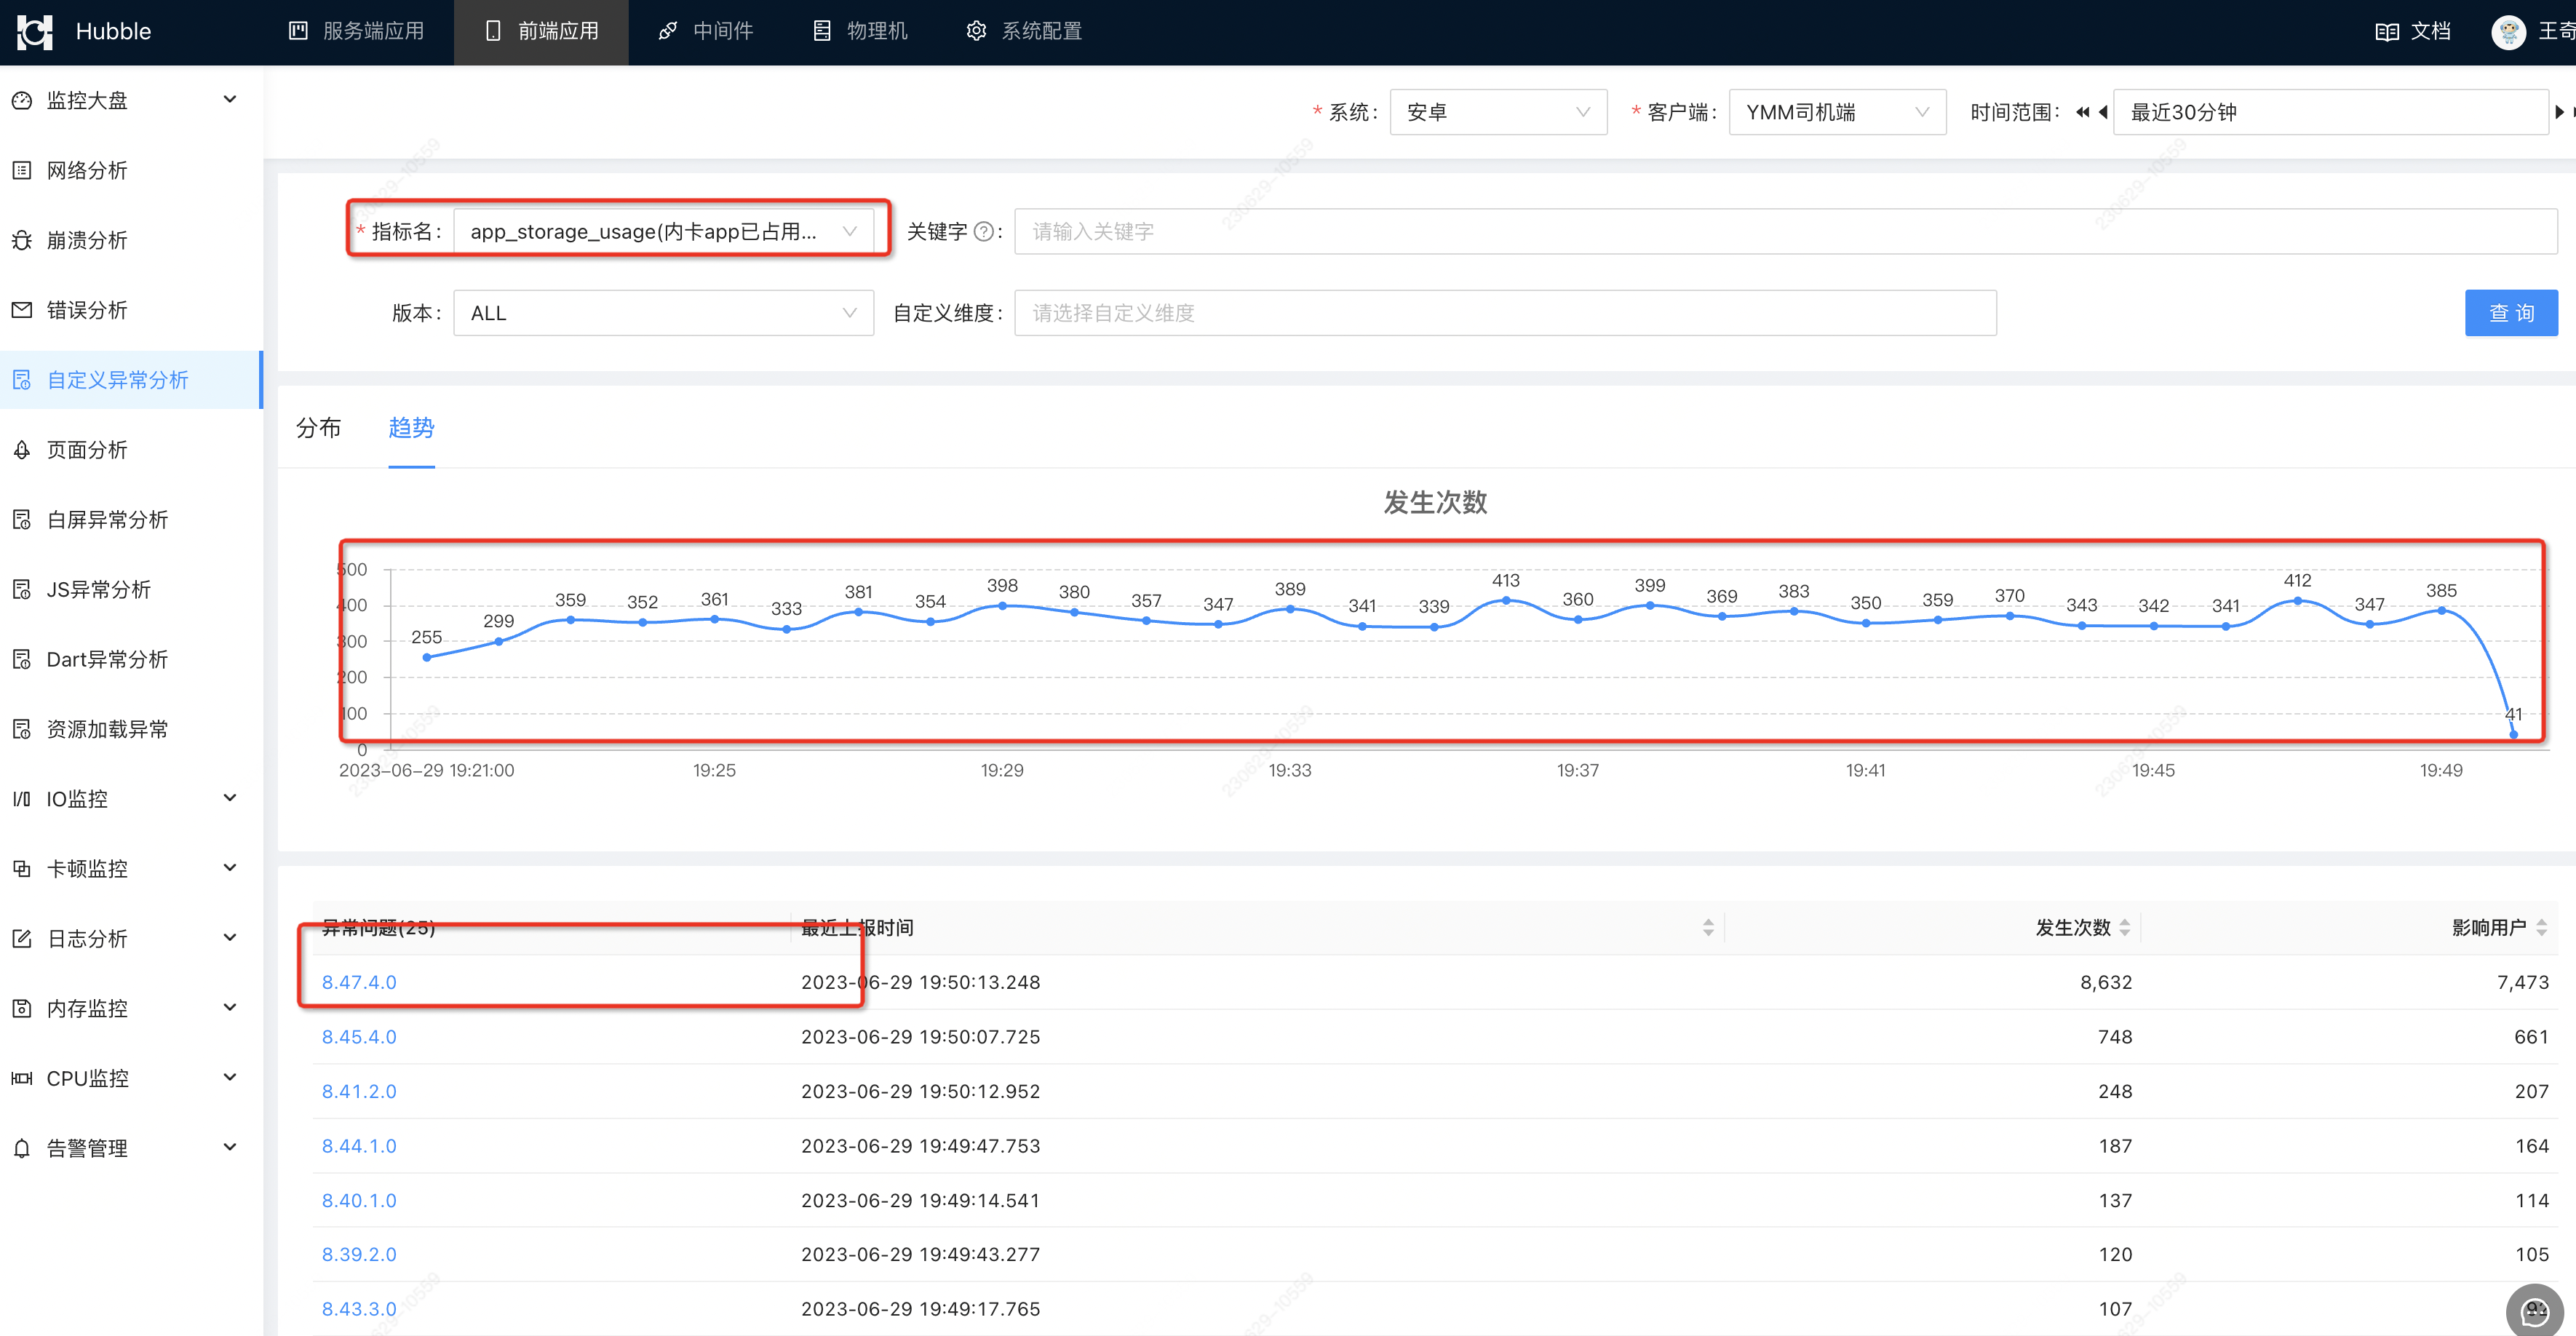 Hubble
服务端应用
前端应用
中间件
物理机
系统配置
文档
王奇
监控大盘
网络分析
崩溃分析
错误分析
自定义异常分析
页面分析
白屏异常分析
JS异常分析
Dart异常分析
资源加载异常
IO监控
卡顿监控
日志分析
内存监控
CPU监控
告警管理
* 系统: 安卓
* 客户端: YMM司机端
时间范围: 最近30分钟
* 指标名: app_storage_usage(内卡app已占用...
关键字 ? : 请输入关键字
版本: ALL
自定义维度: 请选择自定义维度
查 询
分布
趋势
发生次数
500
400
300
200
100
0
255 299 359 352 361 333 381 354 398 380 357 347 389 341 339 413 360 399 369 383 350 359 370 343 342 341 412 347 385 41
2023-06-29 19:21:00 19:25 19:29 19:33 19:37 19:41 19:45 19:49
异常问题(25) 最近上报时间 发生次数 影响用户
8.47.4.0 2023-06-29 19:50:13.248 8,632 7,473
8.45.4.0 2023-06-29 19:50:07.725 748 661
8.41.2.0 2023-06-29 19:50:12.952 248 207
8.44.1.0 2023-06-29 19:49:47.753 187 164
8.40.1.0 2023-06-29 19:49:14.541 137 114
8.39.2.0 2023-06-29 19:49:43.277 120 105
8.43.3.0 2023-06-29 19:49:17.765 107
230629-10559